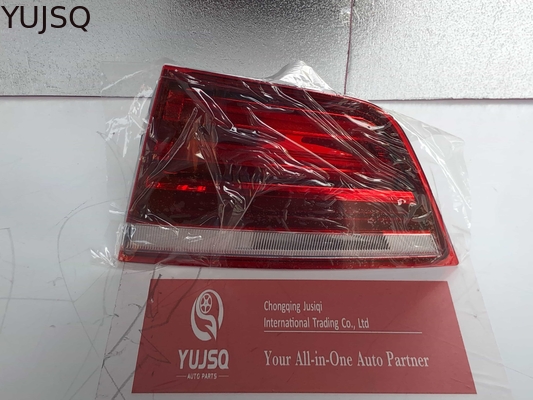 YUJSQ
Chongqing Jusiqi
International Trading Co., Ltd
YUJSQ
AUTO PARTS
Your All-in-One Auto Partner